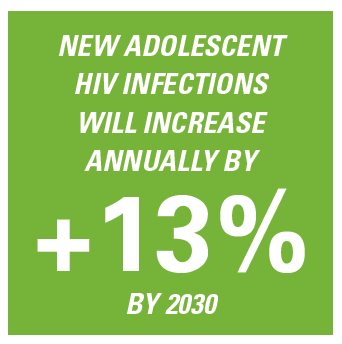 NEW ADOLESCENT
HIV INFECTIONS
WILL INCREASE
ANNUALLY BY
+13%
BY 2030